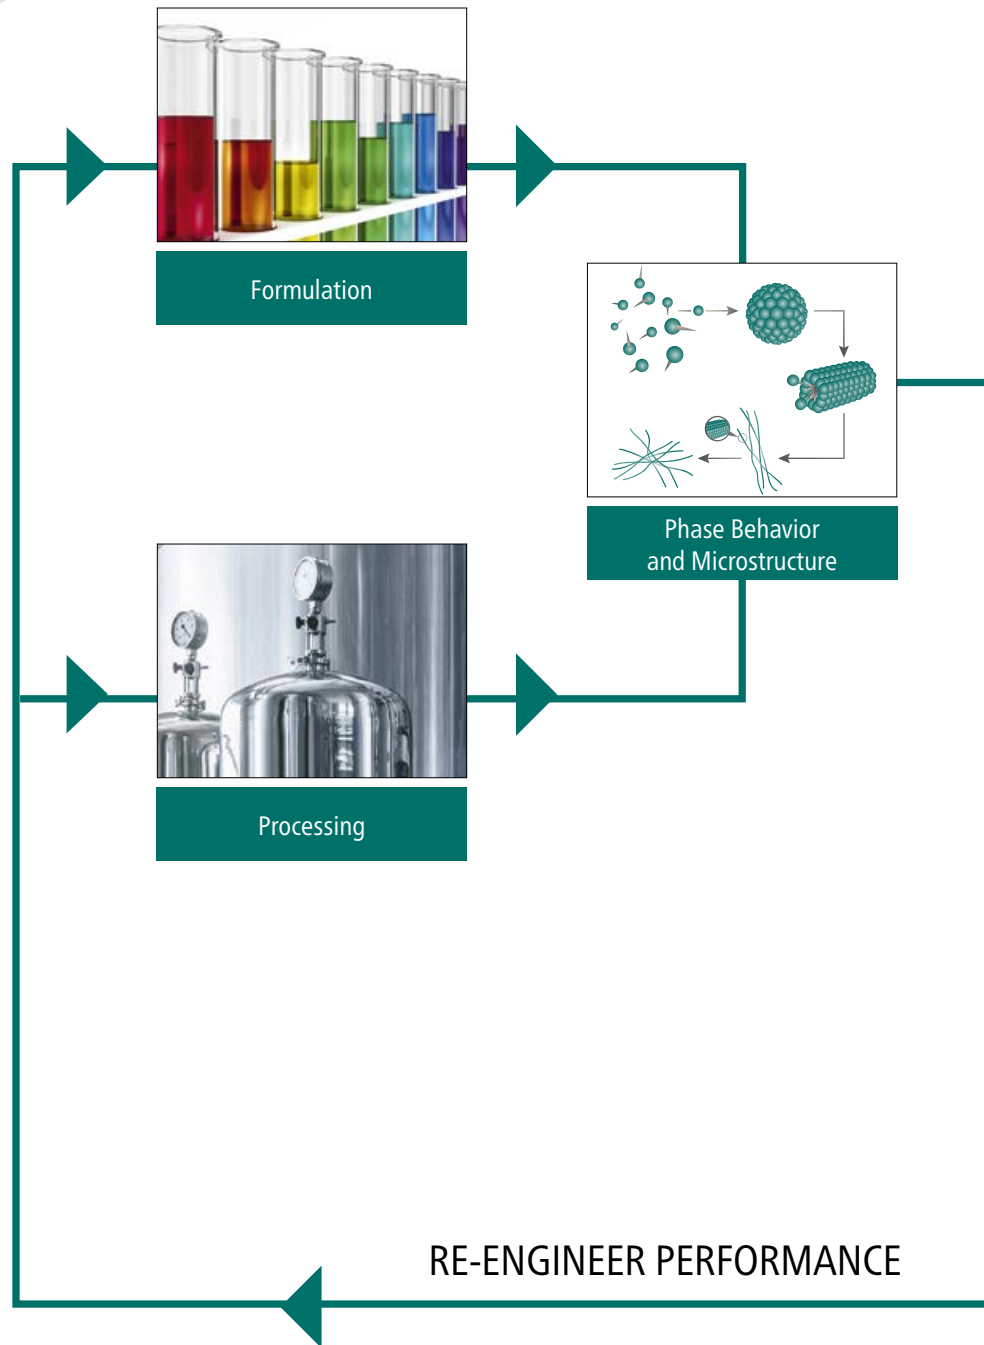 Formulation
Phase Behavior
and Microstructure
Processing
RE-ENGINEER PERFORMANCE